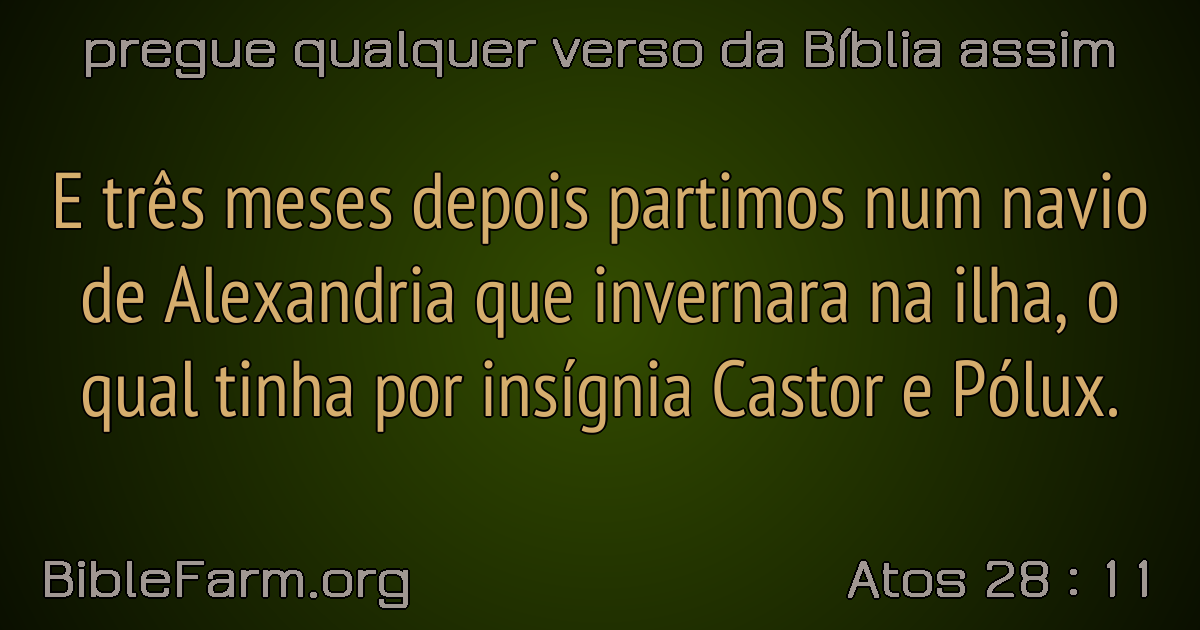 pregue qualquer verso da Bíblia assim
E três meses depois partimos num navio
de Alexandria que invernara na ilha, o
qual tinha por insígnia Castor e Pólux.
BibleFarm.org
Atos 28 : 11